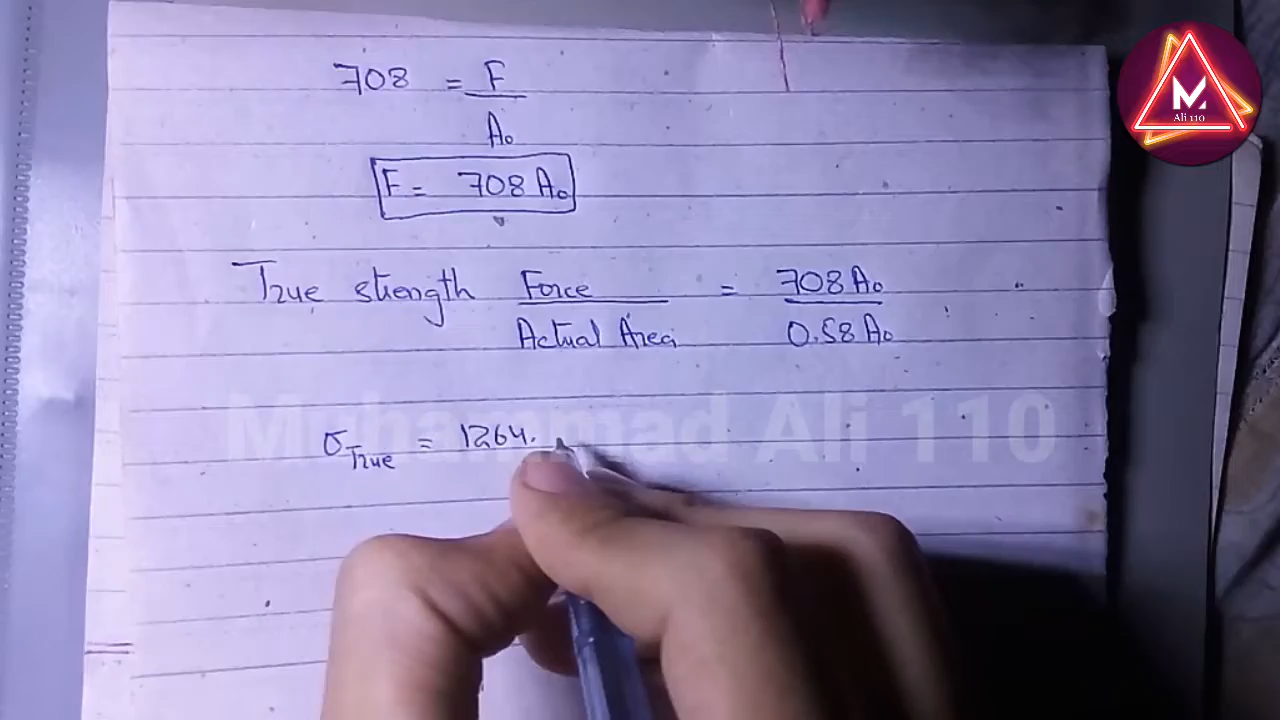 708 = F
A₀
F = 708 A₀
True strength Force = 708 A₀
Actual Area 0.58 A₀
σTrue = 1264.
Muhammad Ali 110
M
Ali 110